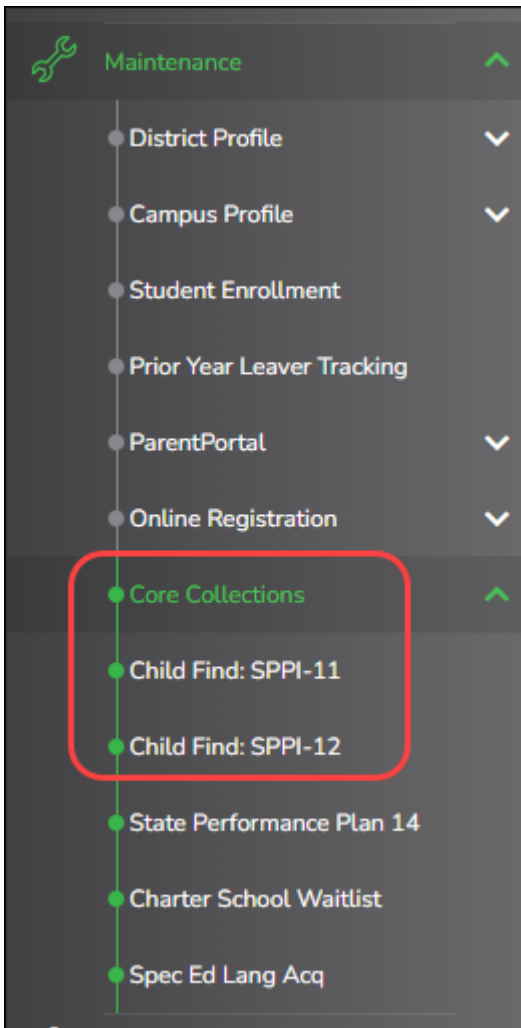 Maintenance
District Profile
Campus Profile
Student Enrollment
Prior Year Leaver Tracking
ParentPortal
Online Registration
Core Collections
Child Find: SPPI-11
Child Find: SPPI-12
State Performance Plan 14
Charter School Waitlist
Spec Ed Lang Acq